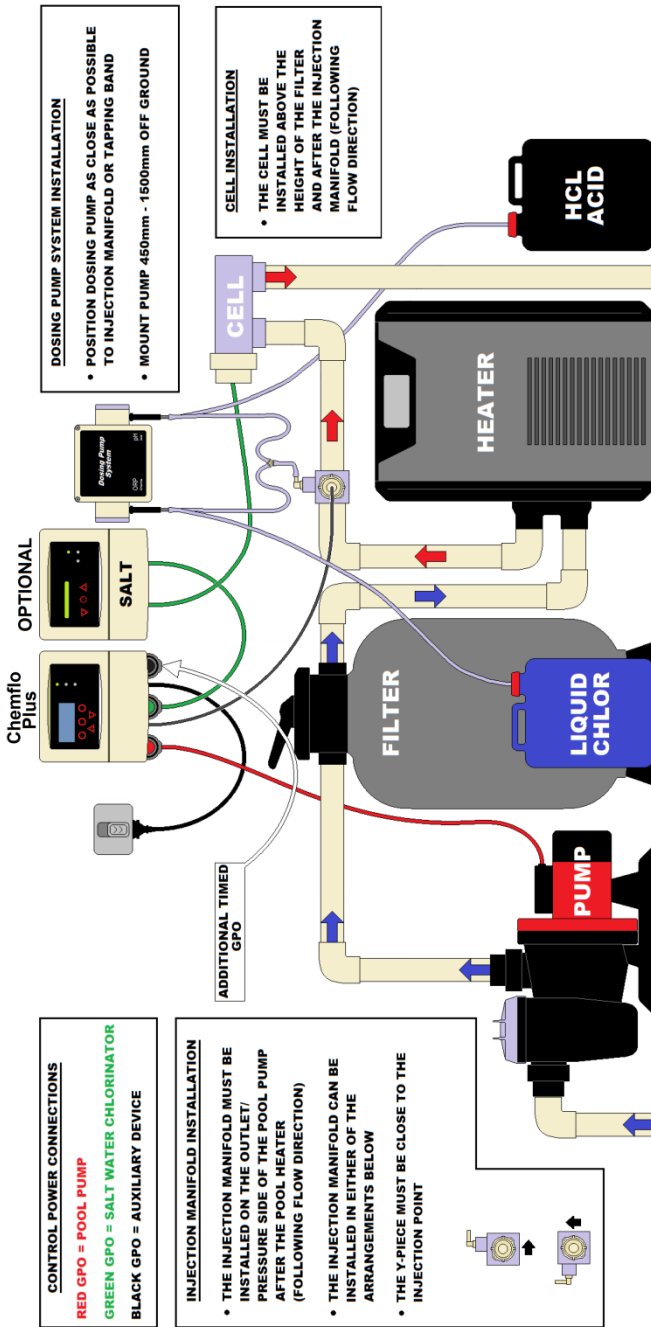 CONTROL POWER CONNECTIONS
RED GPO = POOL PUMP
GREEN GPO = SALT WATER CHLORINATOR
BLACK GPO = AUXILIARY DEVICE
INJECTION MANIFOLD INSTALLATION
• THE INJECTION MANIFOLD MUST BE
INSTALLED ON THE OUTLET/
PRESSURE SIDE OF THE POOL PUMP
AFTER THE POOL HEATER
(FOLLOWING FLOW DIRECTION)
• THE INJECTION MANIFOLD CAN BE
INSTALLED IN EITHER OF THE
ARRANGEMENTS BELOW
• THE Y-PIECE MUST BE CLOSE TO THE
INJECTION POINT
ADDITIONAL TIMED
GPO
Chemflo
Plus
OPTIONAL
SALT
Dosing Pump
System
ORP
pH
DOSING PUMP SYSTEM INSTALLATION
• POSITION DOSING PUMP AS CLOSE AS POSSIBLE
TO INJECTION MANIFOLD OR TAPPING BAND
• MOUNT PUMP 450mm - 1500mm OFF GROUND
CELL INSTALLATION
• THE CELL MUST BE
INSTALLED ABOVE THE
HEIGHT OF THE FILTER
AND AFTER THE INJECTION
MANIFOLD (FOLLOWING
FLOW DIRECTION)
CELL
PUMP
FILTER
LIQUID
CHLOR
HEATER
HCL
ACID